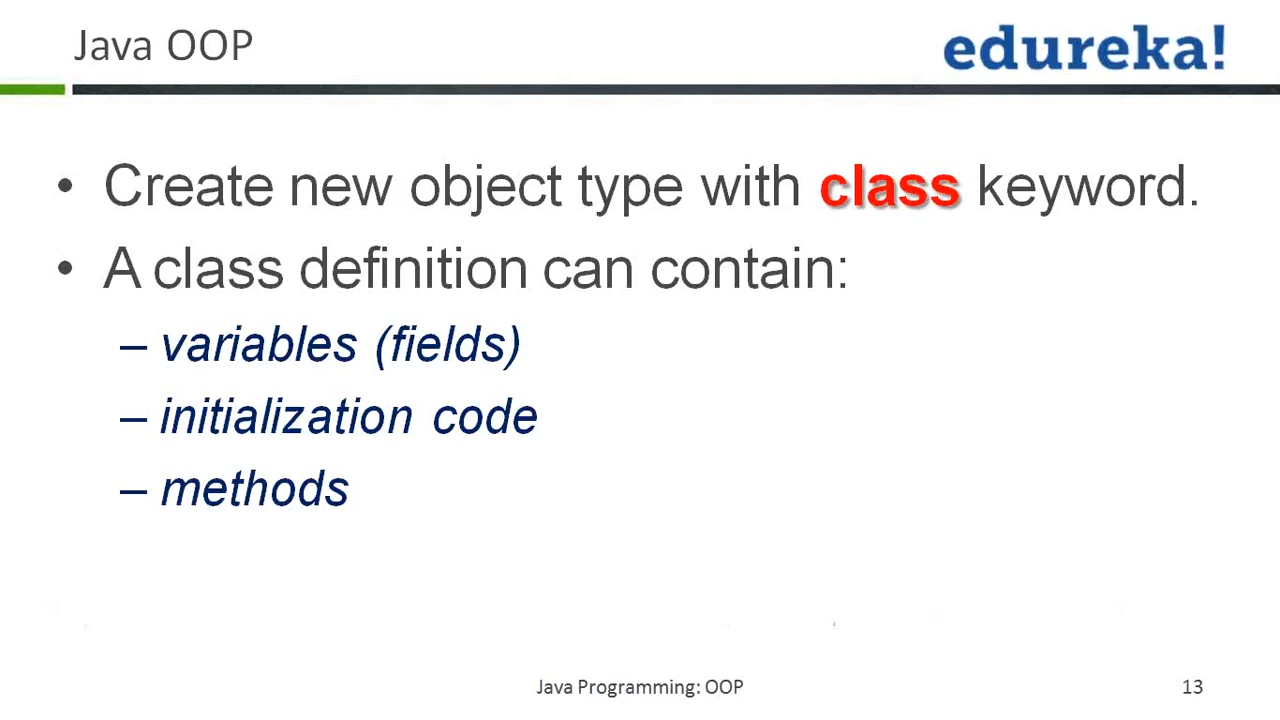 Java OOP
edureka!
• Create new object type with class keyword.
• A class definition can contain:
– variables (fields)
– initialization code
– methods
Java Programming: OOP
13